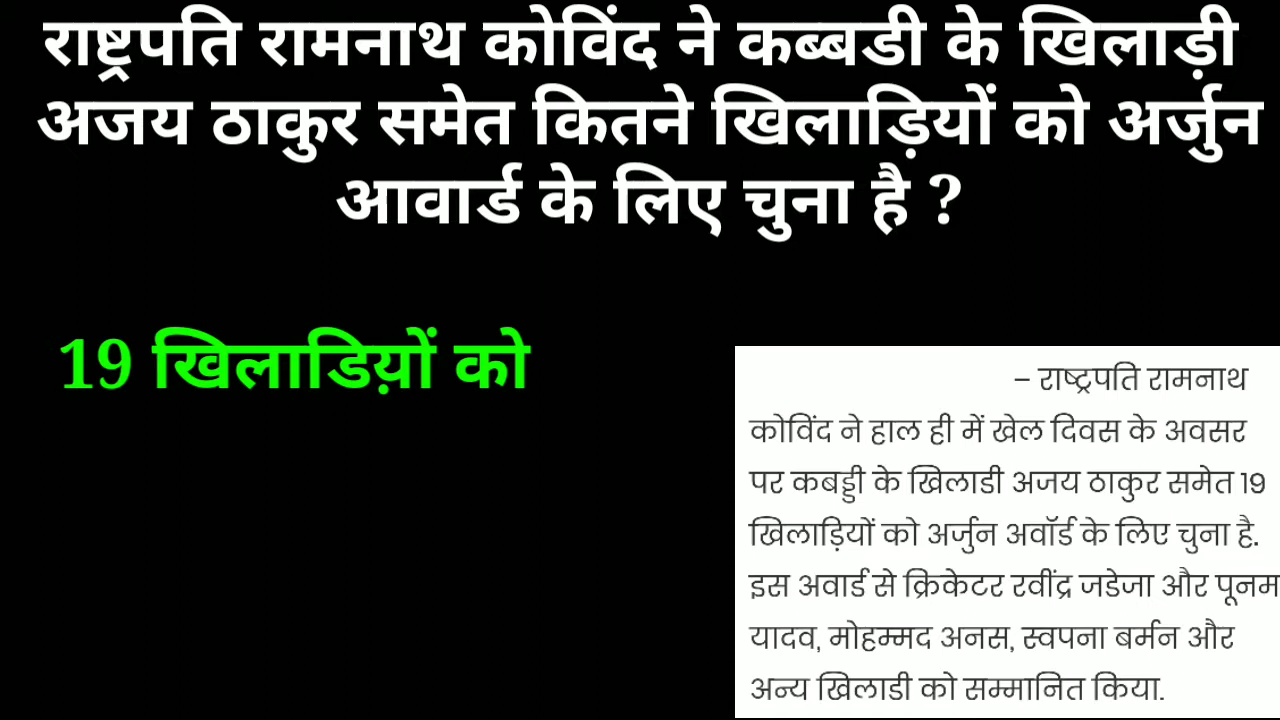 राष्ट्रपति रामनाथ कोविंद ने कब्बडी के खिलाड़ी
अजय ठाकुर समेत कितने खिलाड़ियों को अर्जुन
आवार्ड के लिए चुना है ?
19 खिलाडिय़ों को
– राष्ट्रपति रामनाथ
कोविंद ने हाल ही में खेल दिवस के अवसर
पर कबड्डी के खिलाडी अजय ठाकुर समेत 19
खिलाड़ियों को अर्जुन अवॉर्ड के लिए चुना है.
इस अवार्ड से क्रिकेटर रवींद्र जडेजा और पूनम
यादव, मोहम्मद अनस, स्वपना बर्मन और
अन्य खिलाडी को सम्मानित किया.